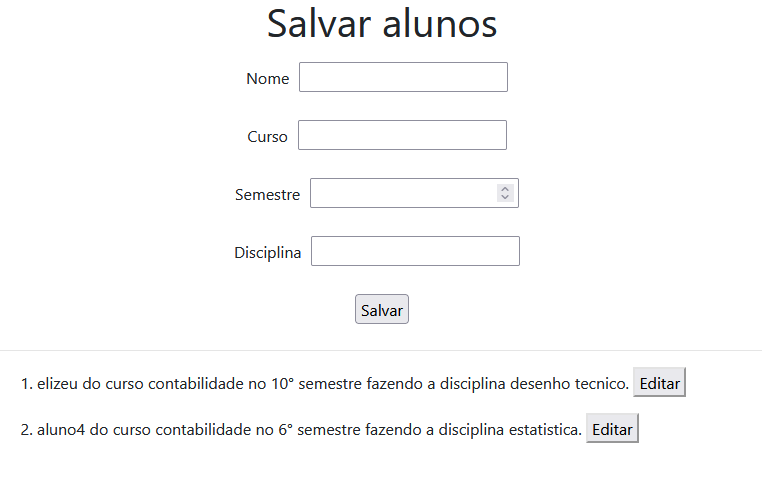 Salvar alunos
Nome
Curso
Semestre
Disciplina
Salvar
1. elizeu do curso contabilidade no 10° semestre fazendo a disciplina desenho tecnico. Editar
2. aluno4 do curso contabilidade no 6° semestre fazendo a disciplina estatistica. Editar